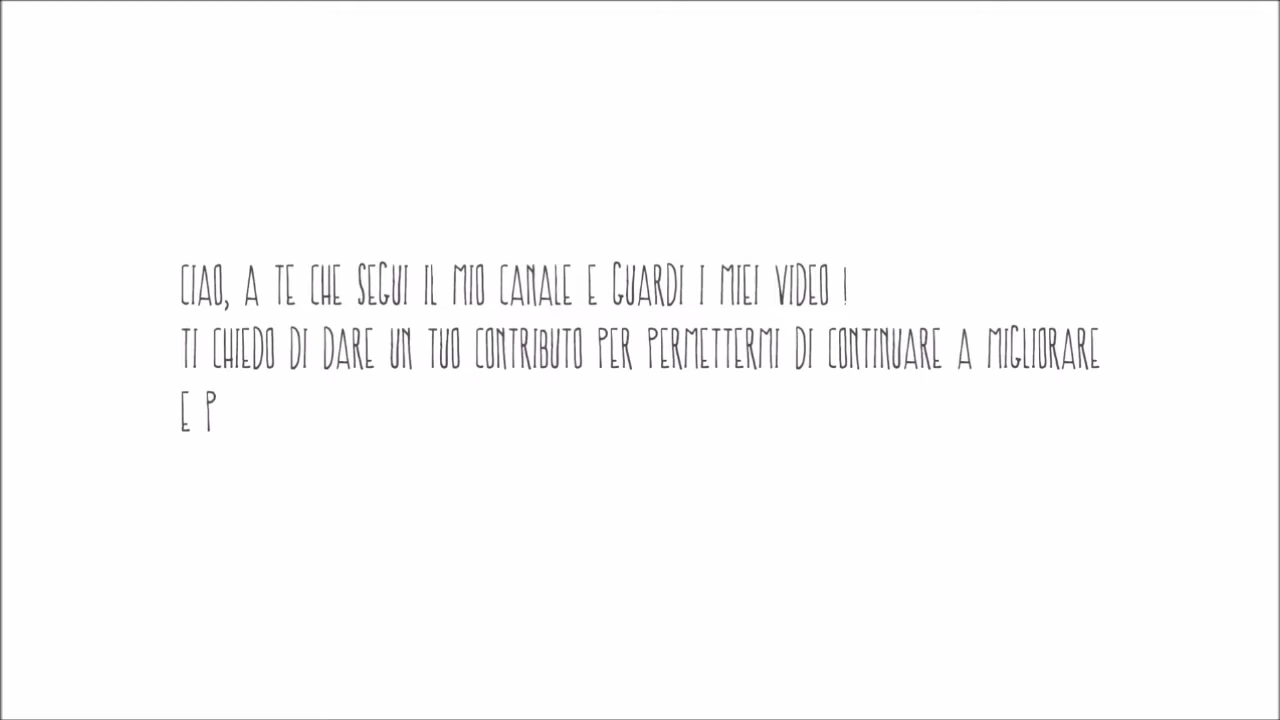 CIAO, A TE CHE SEGUI IL MIO CANALE E GUARDI I MIEI VIDEO !
TI CHIEDO DI DARE UN TUO CONTRIBUTO PER PERMETTERMI DI CONTINUARE A MIGLIORARE
E P